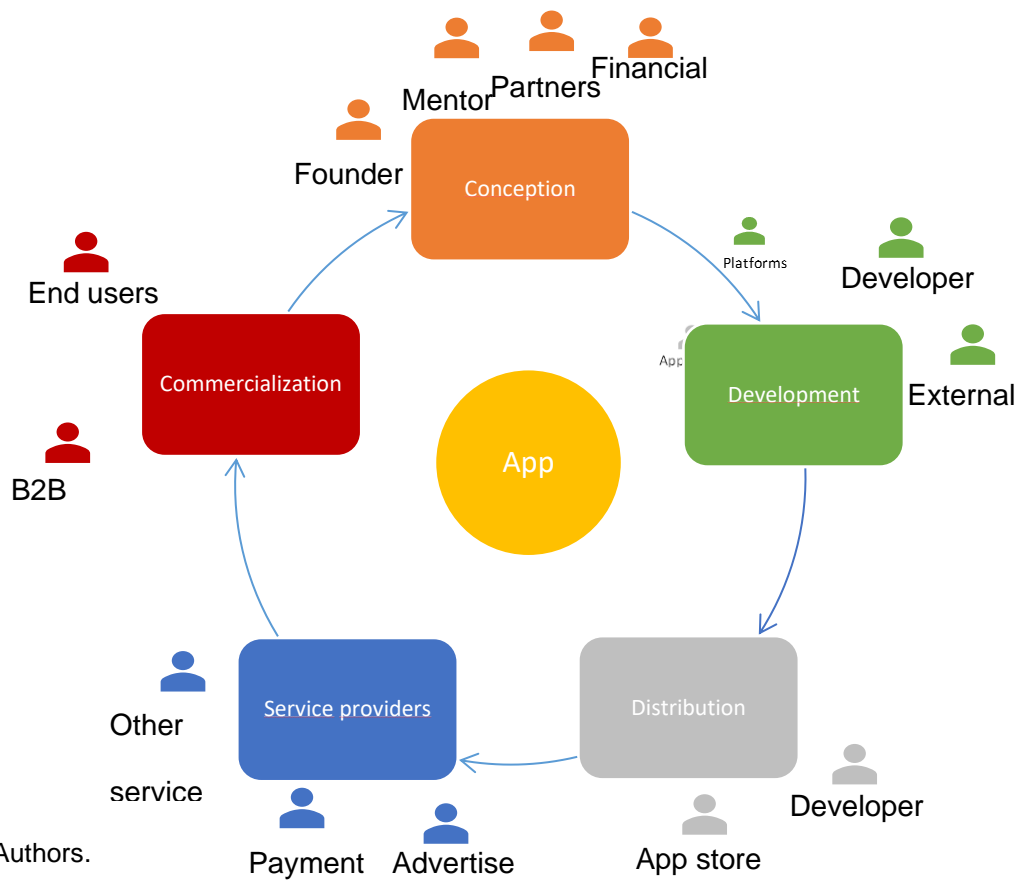 Financial
Partners
Mentor
Founder
Conception
Platforms
Developer
End users
App
Commercialization
Development
External
App
B2B
Other
service
Service providers
Distribution
Developer
App store
Payment
Advertise
Authors.